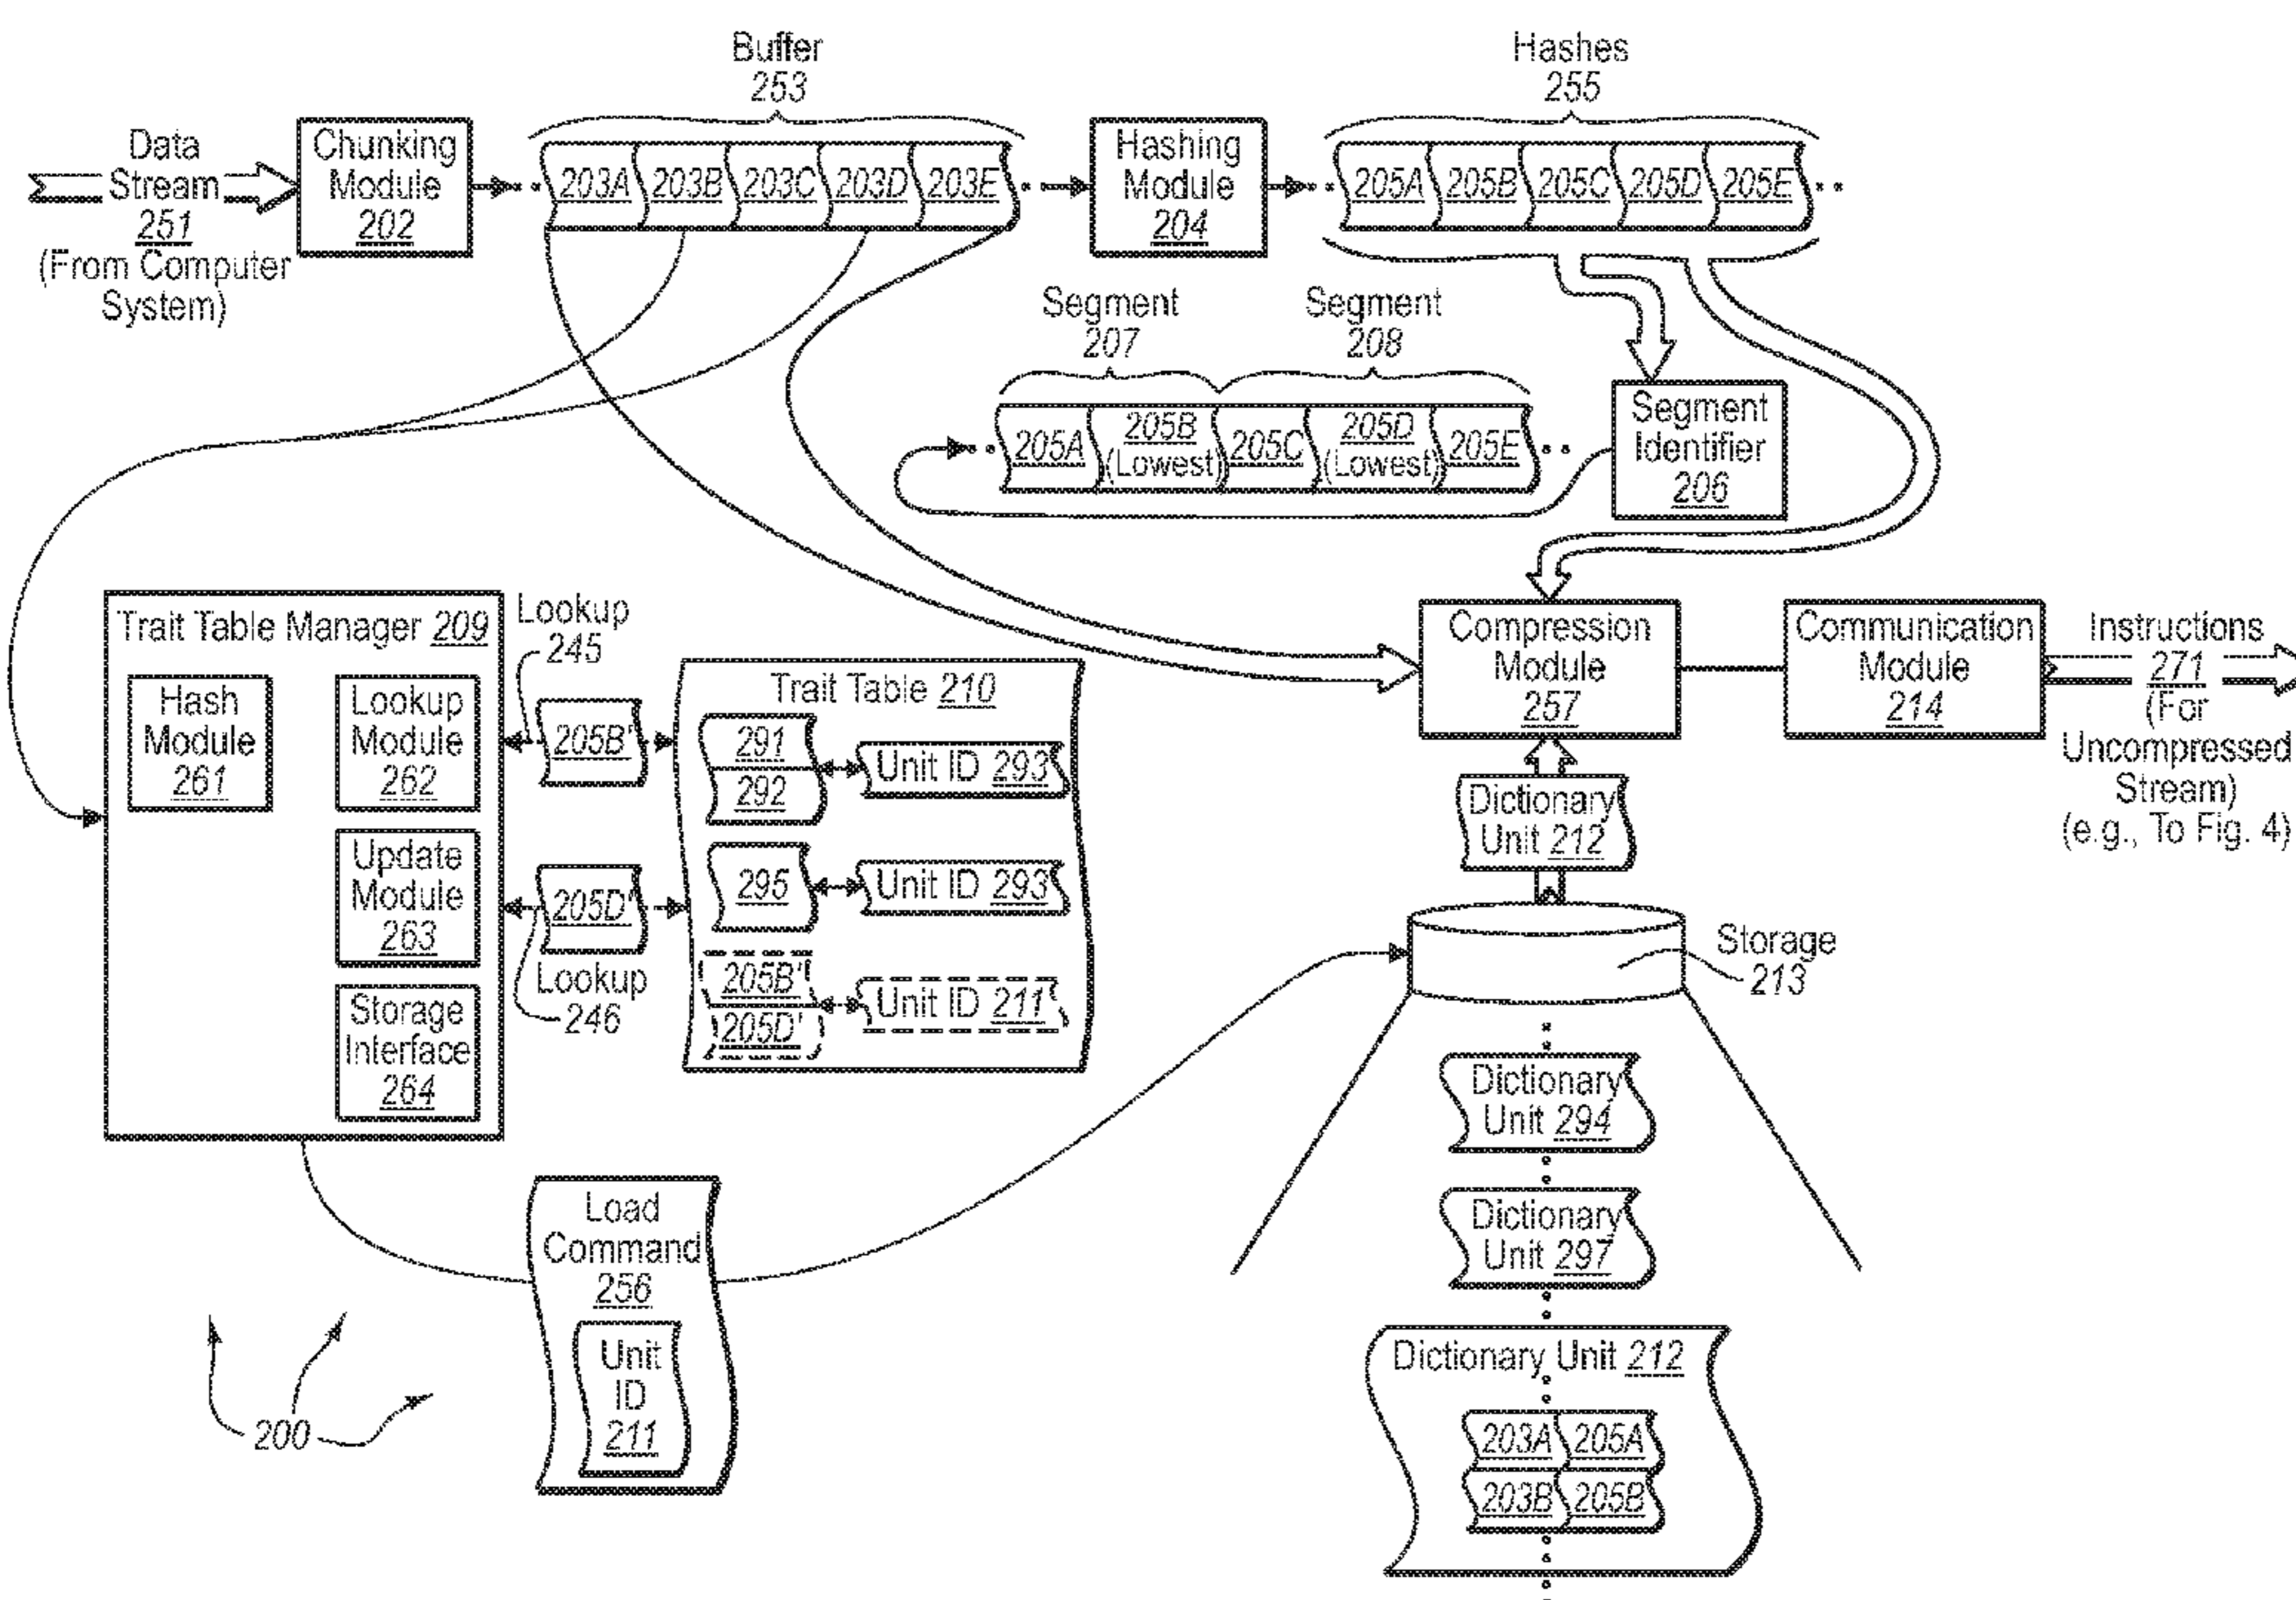 Buffer
253
Hashes
255
Data
Stream
251
(From Computer
System)
Chunking
Module
202
203A 203B 203C 203D 203E
Hashing
Module
204
205A 205B 205C 205D 205E
Segment
207
Segment
208
205A 205B (Lowest) 205C 205D (Lowest) 205E
Segment
Identifier
206
Trait Table Manager 209
Hash
Module
261
Lookup
Module
262
Update
Module
263
Storage
Interface
264
Lookup
245
205B'
205D'
Lookup
246
Trait Table 210
291
292
Unit ID 293
295
Unit ID 293
205B'
205D'
Unit ID 211
Compression
Module
257
Communication
Module
214
Instructions
271
(For
Uncompressed
Stream)
(e.g., To Fig. 4)
Dictionary
Unit 212
Storage
213
Dictionary
Unit 294
Dictionary
Unit 297
Dictionary Unit 212
203A 205A
203B 205B
Load
Command
256
Unit
ID
211
200